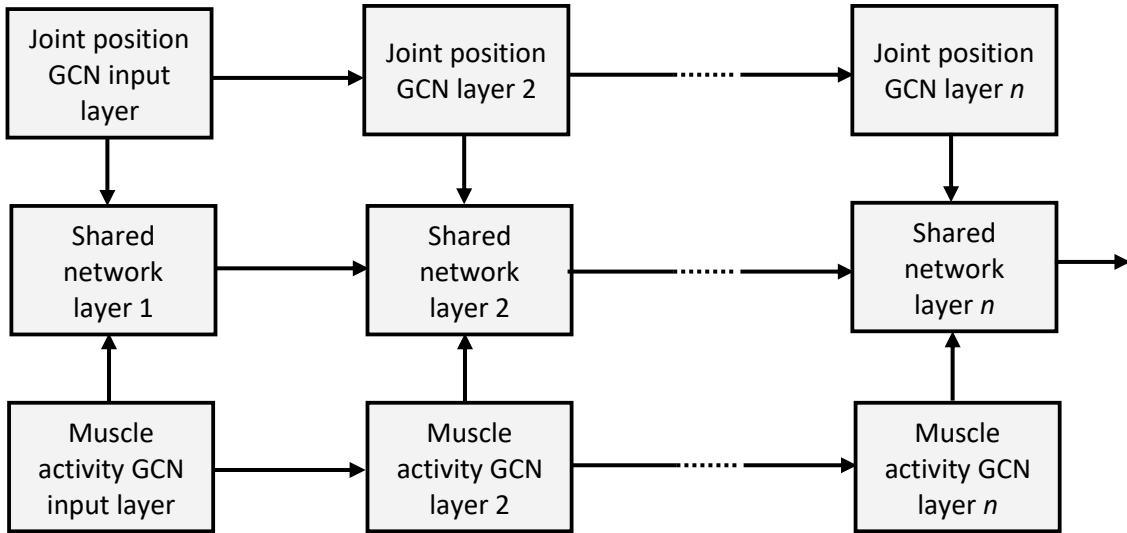 Joint position
GCN input
layer
Joint position
GCN layer 2
Joint position
GCN layer n
Shared
network
layer 1
Shared
network
layer 2
Shared
network
layer n
Muscle
activity GCN
input layer
Muscle
activity GCN
layer 2
Muscle
activity GCN
layer n